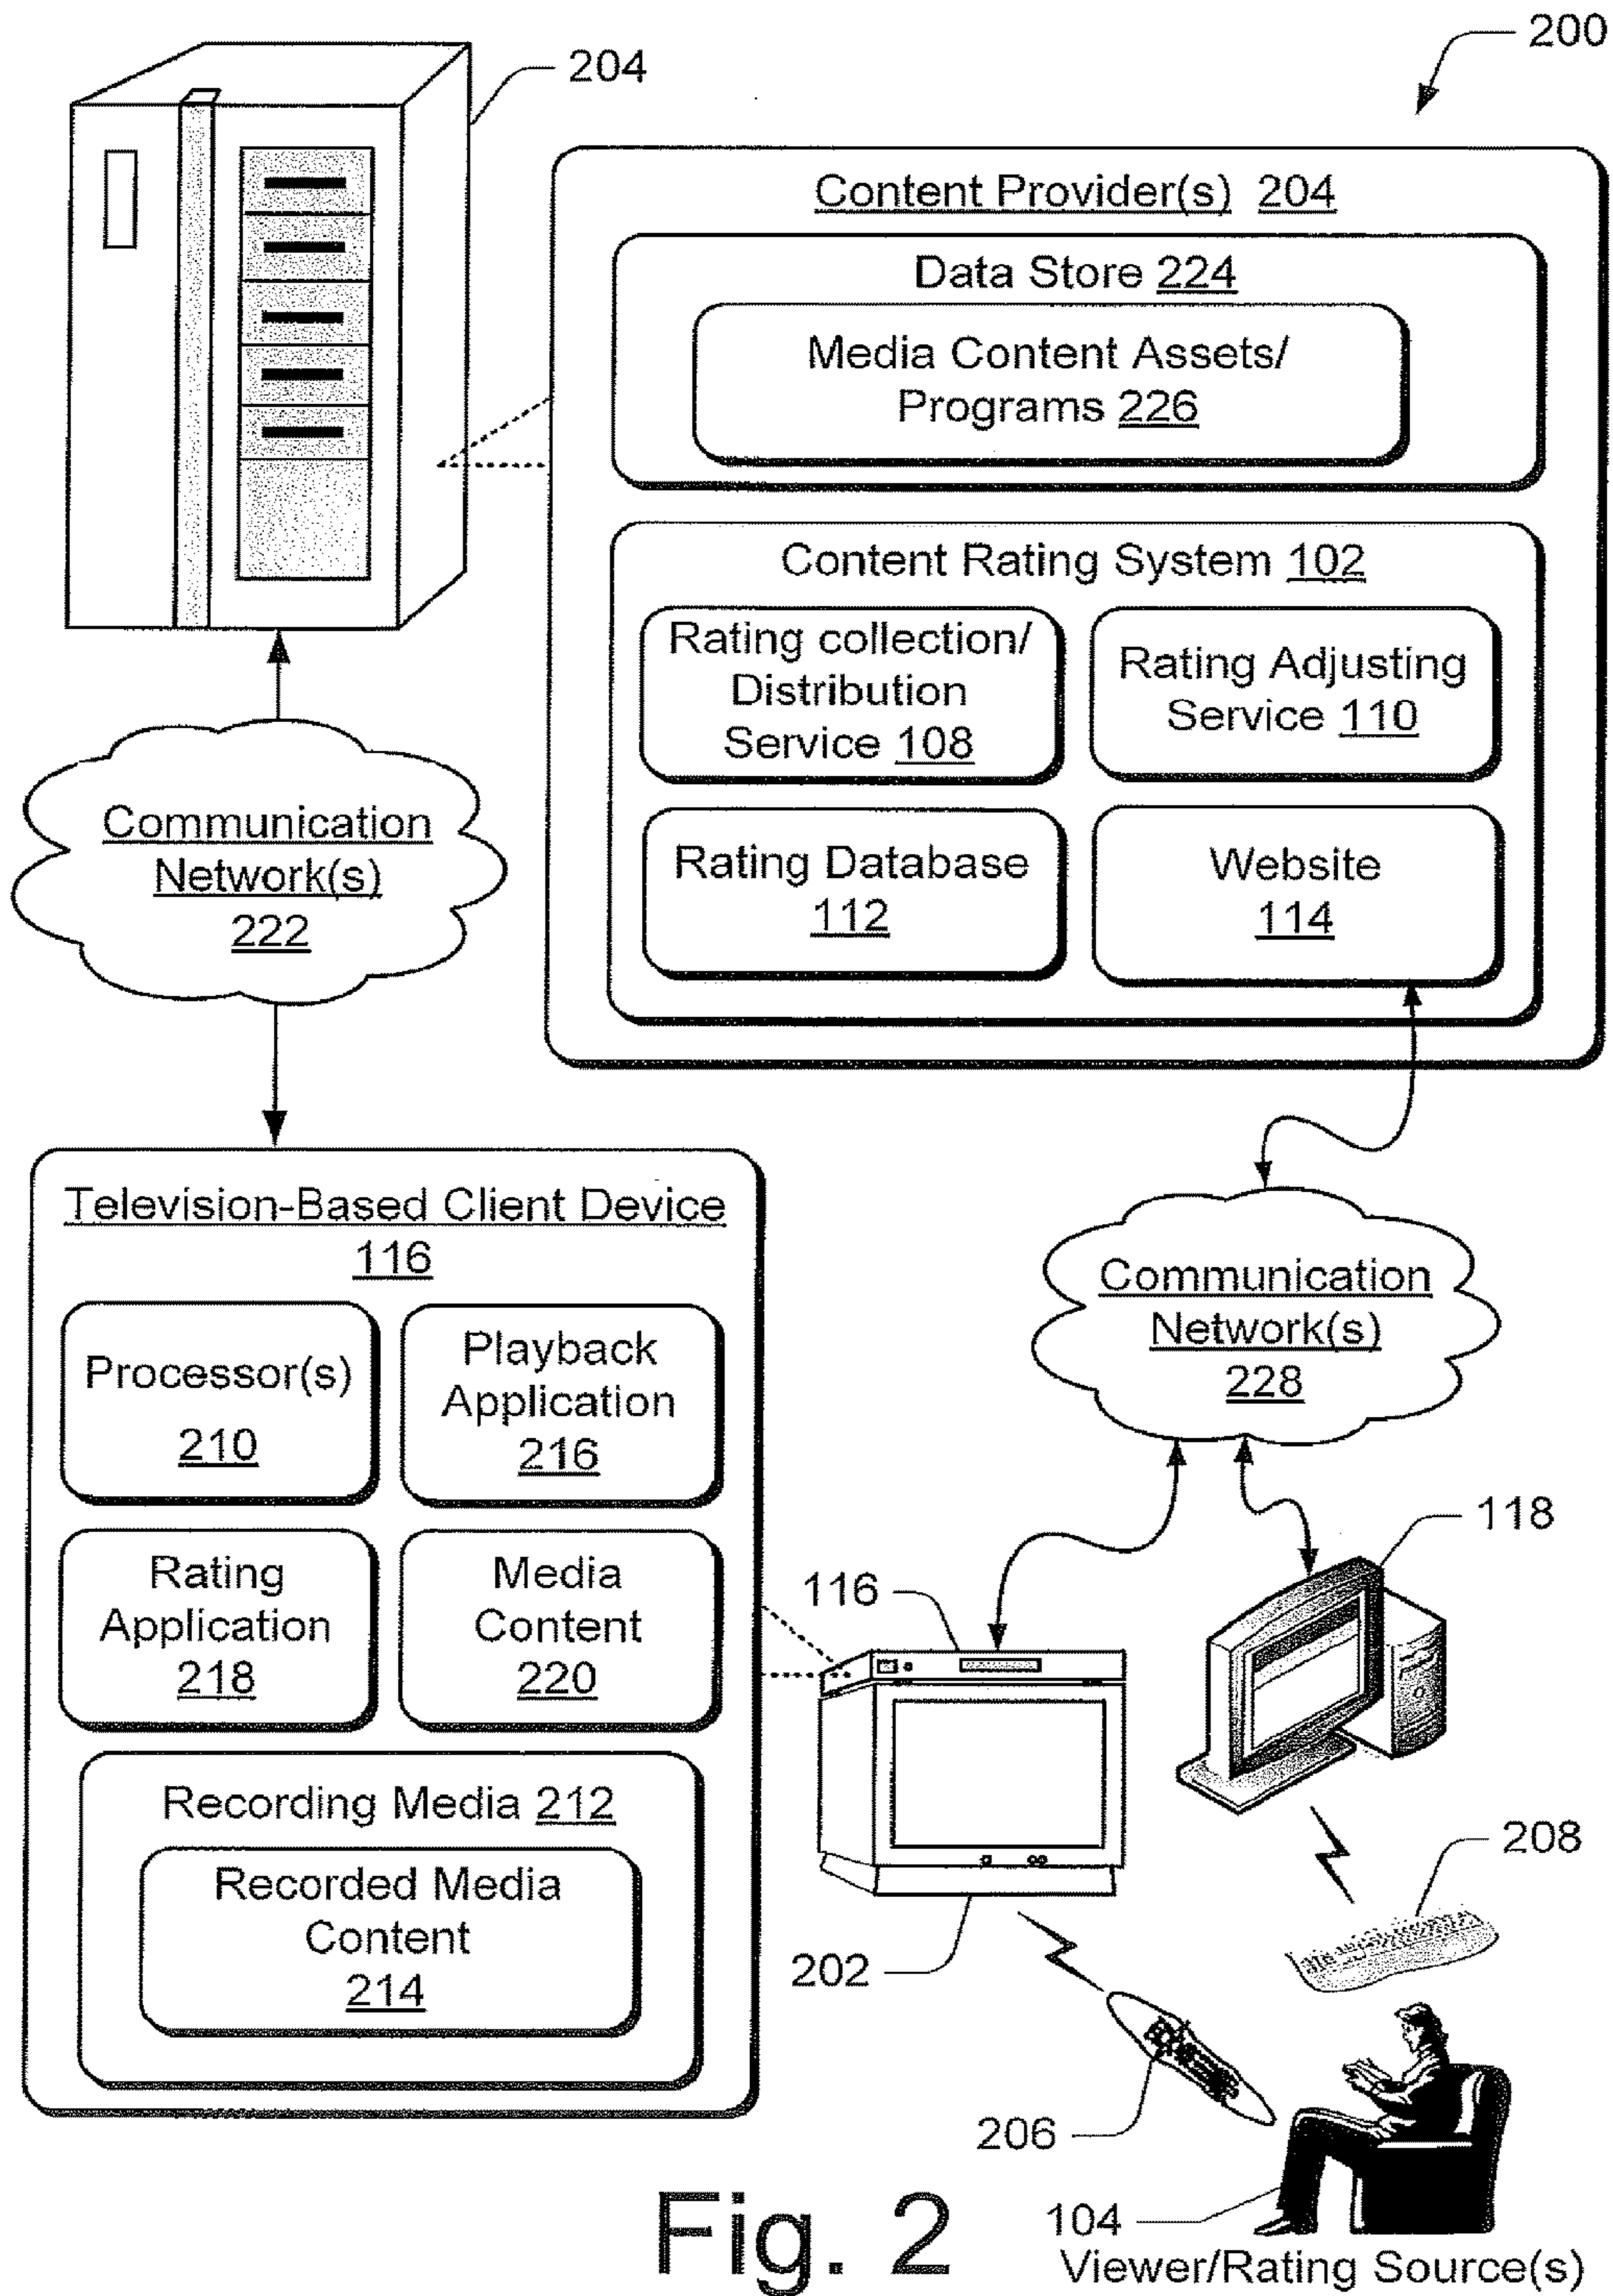 200
204
Content Provider(s) 204
Data Store 224
Media Content Assets/
Programs 226
Content Rating System 102
Rating collection/
Distribution
Service 108
Rating Adjusting
Service 110
Rating Database
112
Website
114
Communication
Network(s)
222
Television-Based Client Device
116
Processor(s)
210
Playback
Application
216
Rating
Application
218
Media
Content
220
Recording Media 212
Recorded Media
Content
214
Communication
Network(s)
228
118
116
208
202
206
104
Viewer/Rating Source(s)
Fig. 2